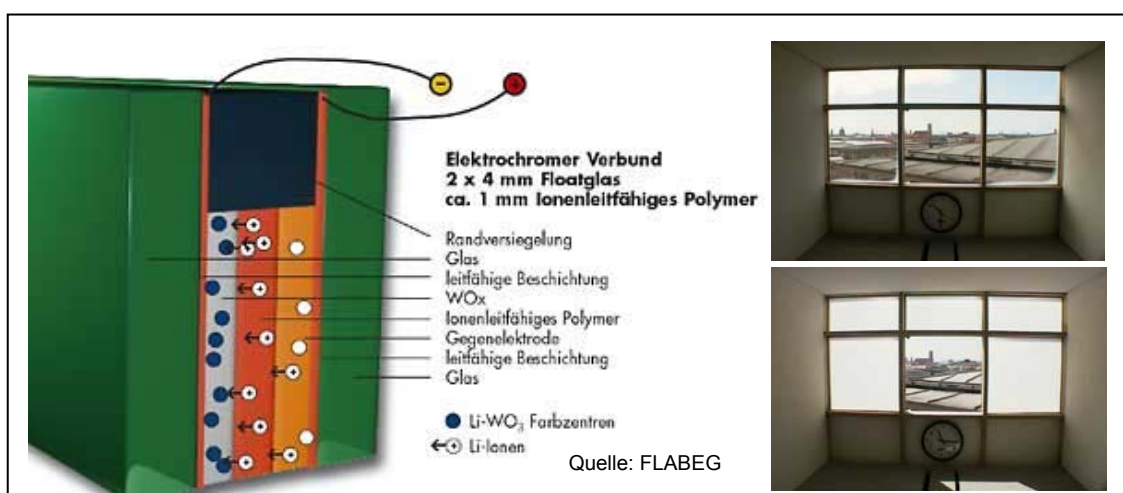 Elektrochromer Verbund
2 x 4 mm Floatglas
ca. 1 mm Ionenleitfähiges Polymer
Randversiegelung
Glas
leitfähige Beschichtung
WOx
Ionenleitfähiges Polymer
Gegenelektrode
leitfähige Beschichtung
Glas
Li-WO₃ Farbzentren
Li-Ionen
Quelle: FLABEG